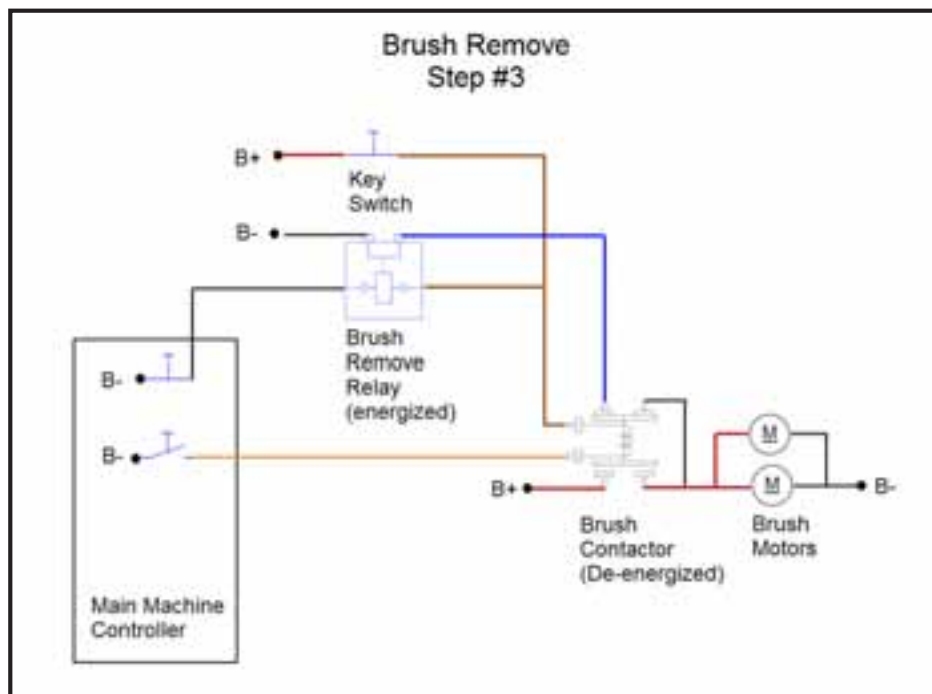 Brush Remove
Step #3
B+
Key
Switch
B-
Brush
Remove
Relay
(energized)
B-
B-
M
M
B+
B-
Brush
Contactor
(De-energized)
Brush
Motors
Main Machine
Controller